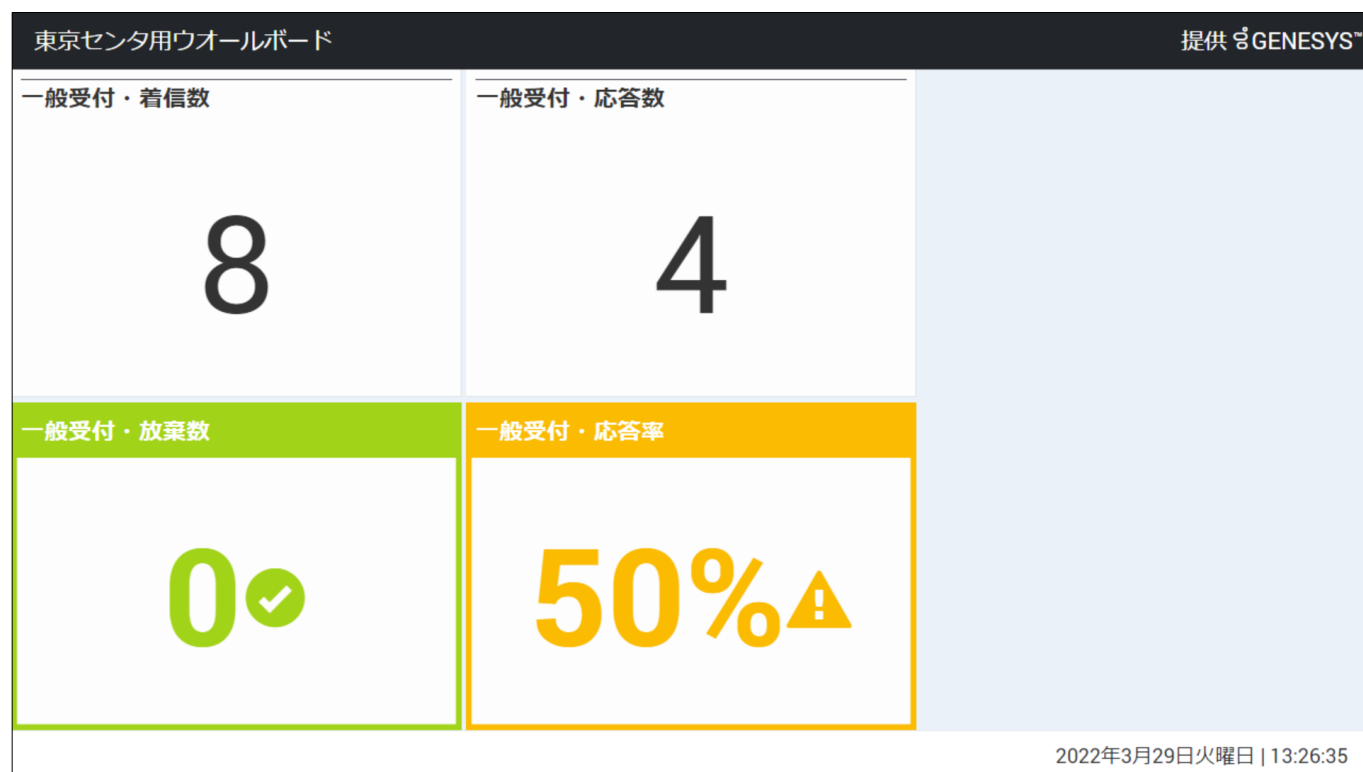 東京センタ用ウオールボード
提供 GENESYS™
一般受付・着信数
一般受付・応答数
8
4
一般受付・放棄数
一般受付・応答率
0
50%
2022年3月29日火曜日 | 13:26:35